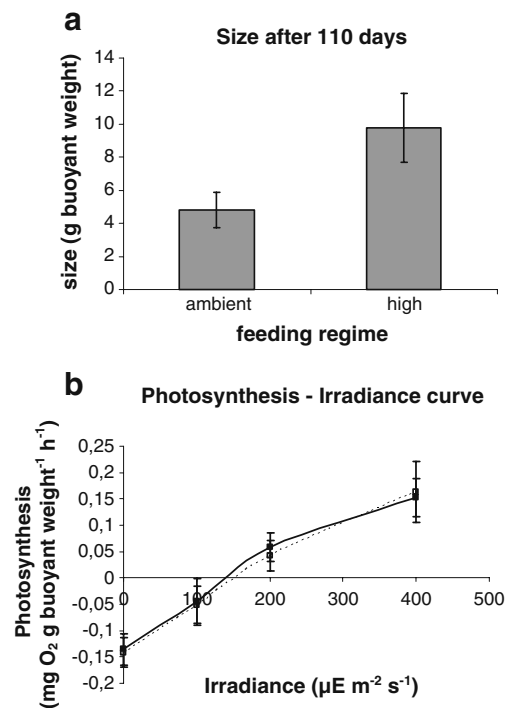 a
Size after 110 days
size (g buoyant weight)
14
12
10
8
6
4
2
0
ambient
high
feeding regime
b
Photosynthesis - Irradiance curve
Photosynthesis
(mg O₂ g buoyant weight⁻¹ h⁻¹)
0,25
0,2
0,15
0,1
0,05
0
-0,05
-0,1
-0,15
-0,2
0 100 200 300 400 500
Irradiance (µE m⁻² s⁻¹)